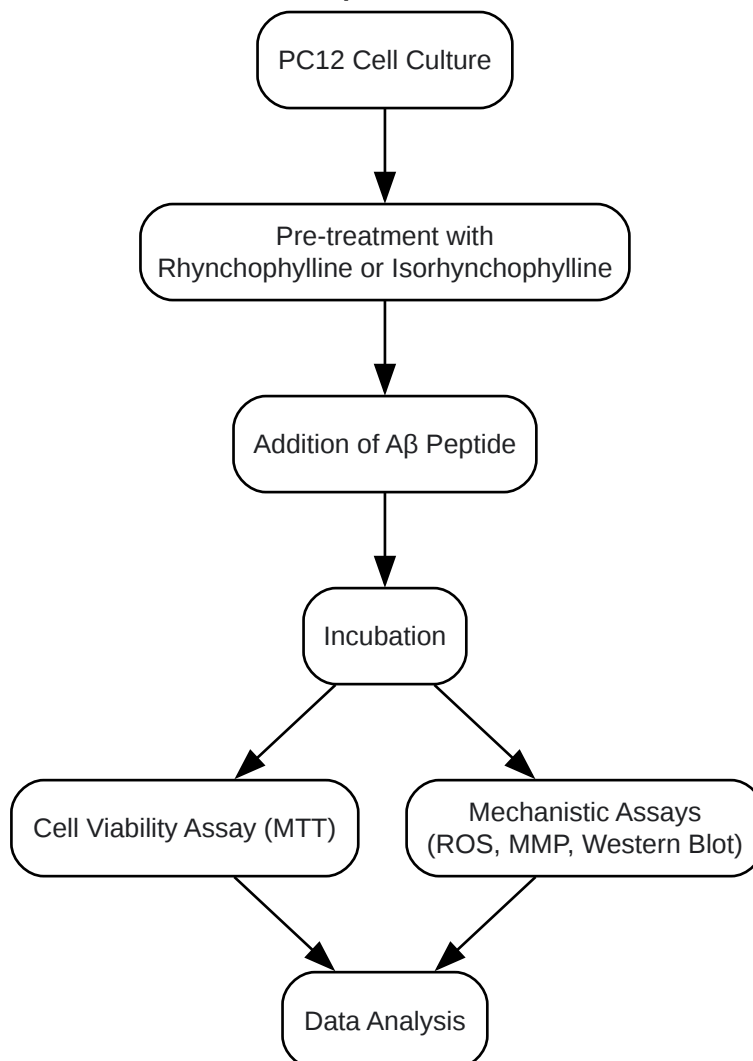 PC12 Cell Culture
Pre-treatment with
Rhynchophylline or Isorhynchophylline
Addition of Aβ Peptide
Incubation
Cell Viability Assay (MTT)
Mechanistic Assays
(ROS, MMP, Western Blot)
Data Analysis